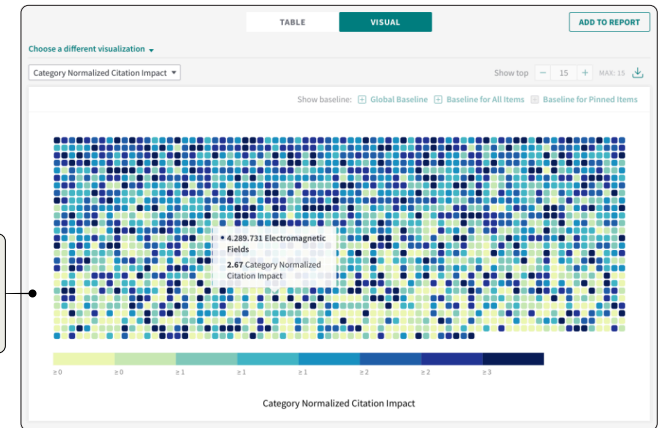 TABLE VISUAL ADD TO REPORT
Choose a different visualization
Category Normalized Citation Impact Show top − 15 + MAX: 15
Show baseline: Global Baseline Baseline for All Items Baseline for Pinned Items
4.289.731 Electromagnetic
Fields
2.67 Category Normalized
Citation Impact
≥ 0 ≥ 0 ≥ 1 ≥ 1 ≥ 1 ≥ 2 ≥ 2 ≥ 3
Category Normalized Citation Impact